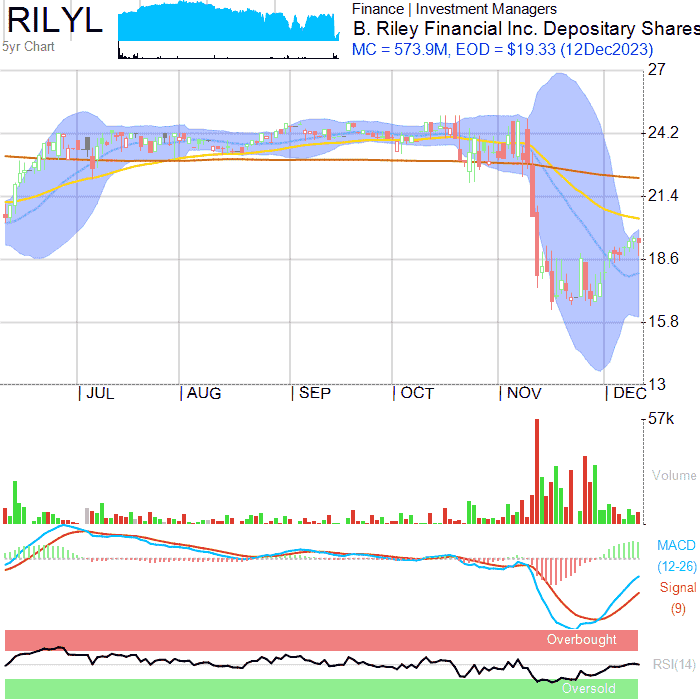 RILYL
5yr Chart
Finance | Investment Managers
B. Riley Financial Inc. Depositary Shares
MC = 573.9M, EOD = $19.33 (12Dec2023)
27
24.2
21.4
18.6
15.8
13
| JUL | AUG | SEP | OCT | NOV | DEC
57k
Volume
MACD
(12-26)
Signal
(9)
Overbought
RSI(14)
Oversold